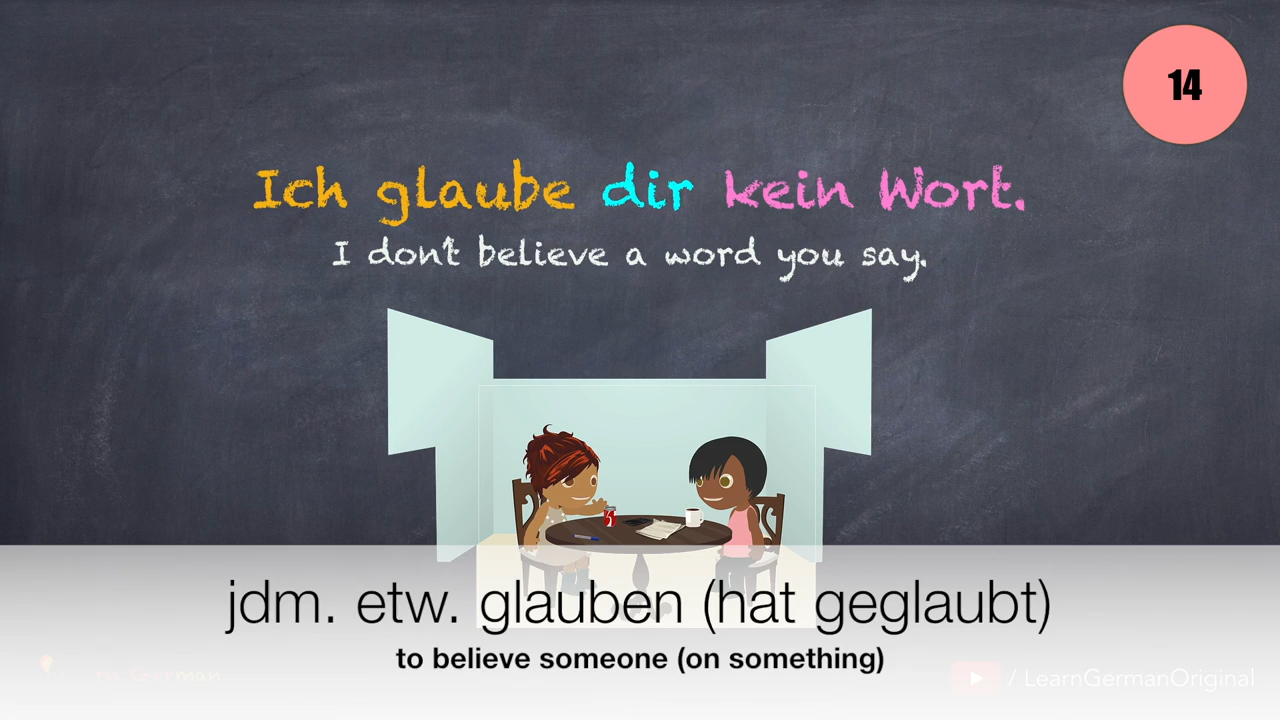 14
Ich glaube dir kein Wort.
I don't believe a word you say.
jdm. etw. glauben (hat geglaubt)
to believe someone (on something)
German
/ LearnGermanOriginal